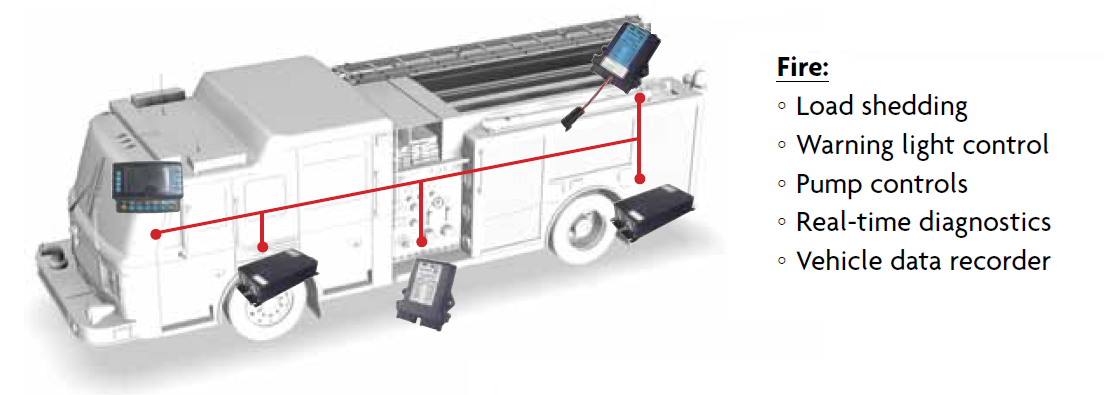 Fire:
◦ Load shedding
◦ Warning light control
◦ Pump controls
◦ Real-time diagnostics
◦ Vehicle data recorder